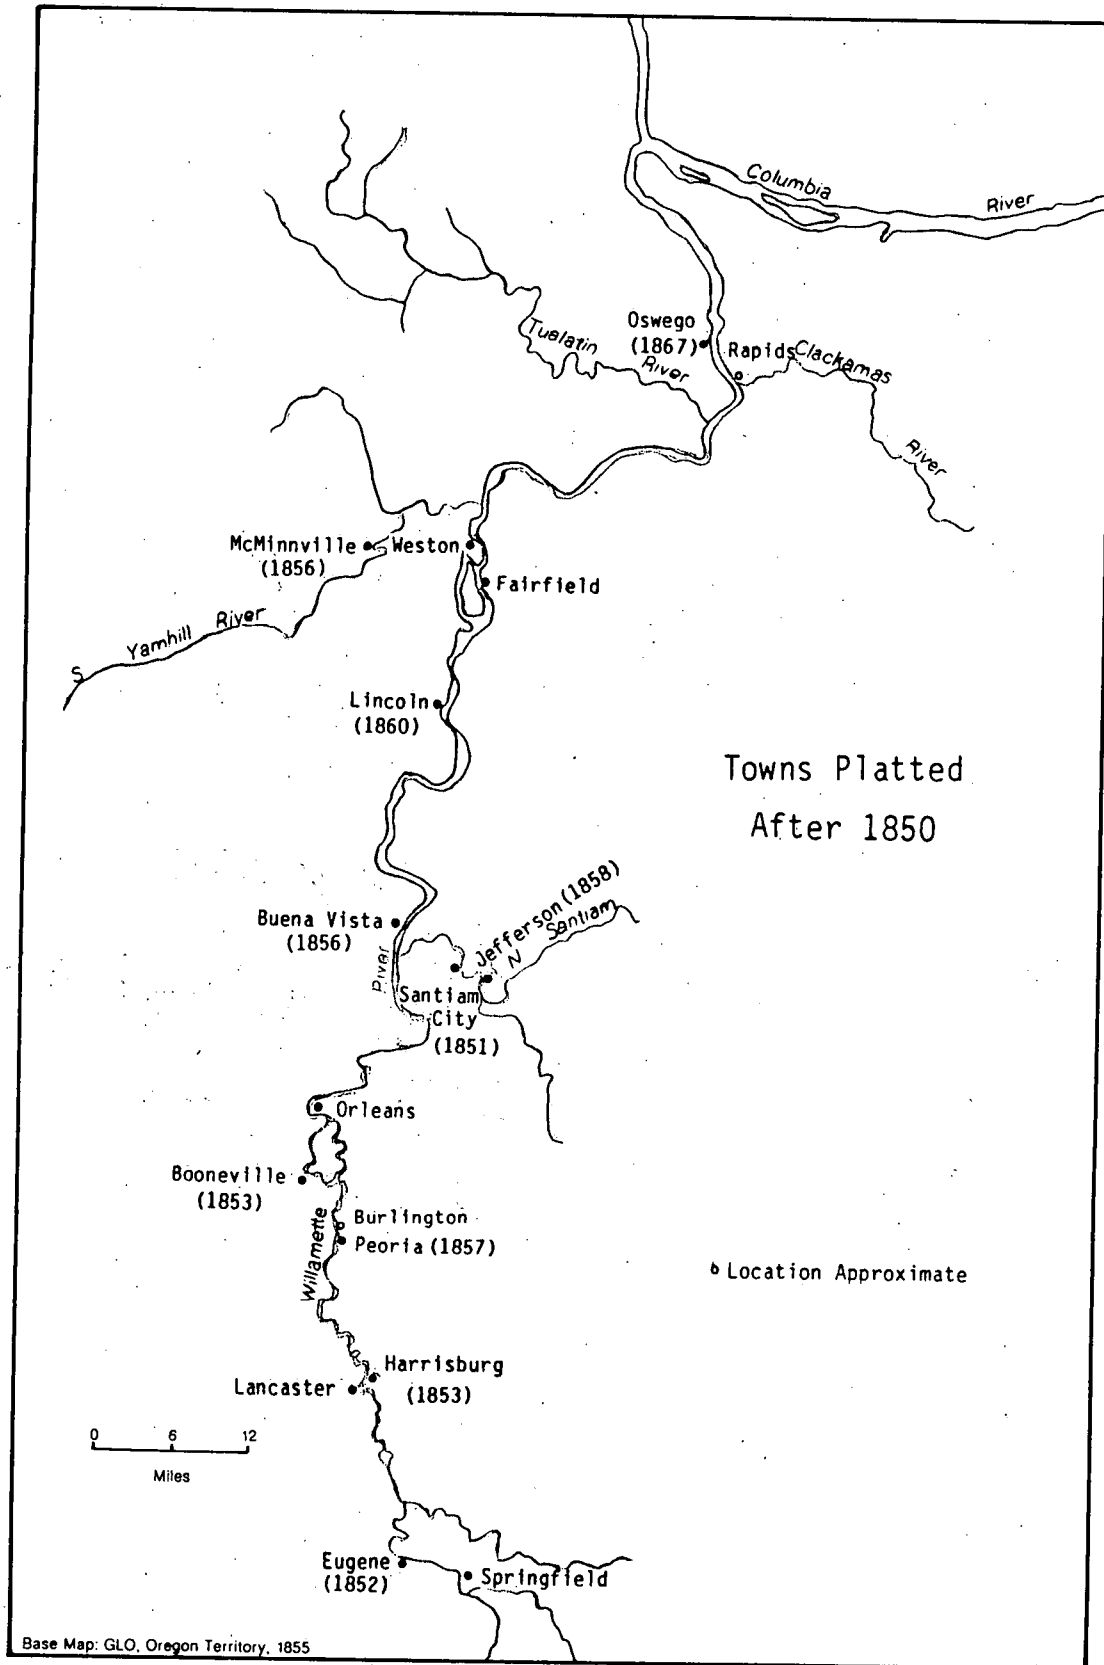 Columbia
River
Oswego
(1867)
Rapids
Clackamas
River
Tualatin
River
McMinnville
(1856)
Weston
Fairfield
S Yamhill River
Lincoln
(1860)
Towns Platted
After 1850
Buena Vista
(1856)
River
Jefferson (1858)
N Santiam
Santiam
City
(1851)
Orleans
Booneville
(1853)
Burlington
Peoria (1857)
Willamette
Location Approximate
Harrisburg
(1853)
Lancaster
0 6 12
Miles
Eugene
(1852)
Springfield
Base Map: GLO, Oregon Territory, 1855